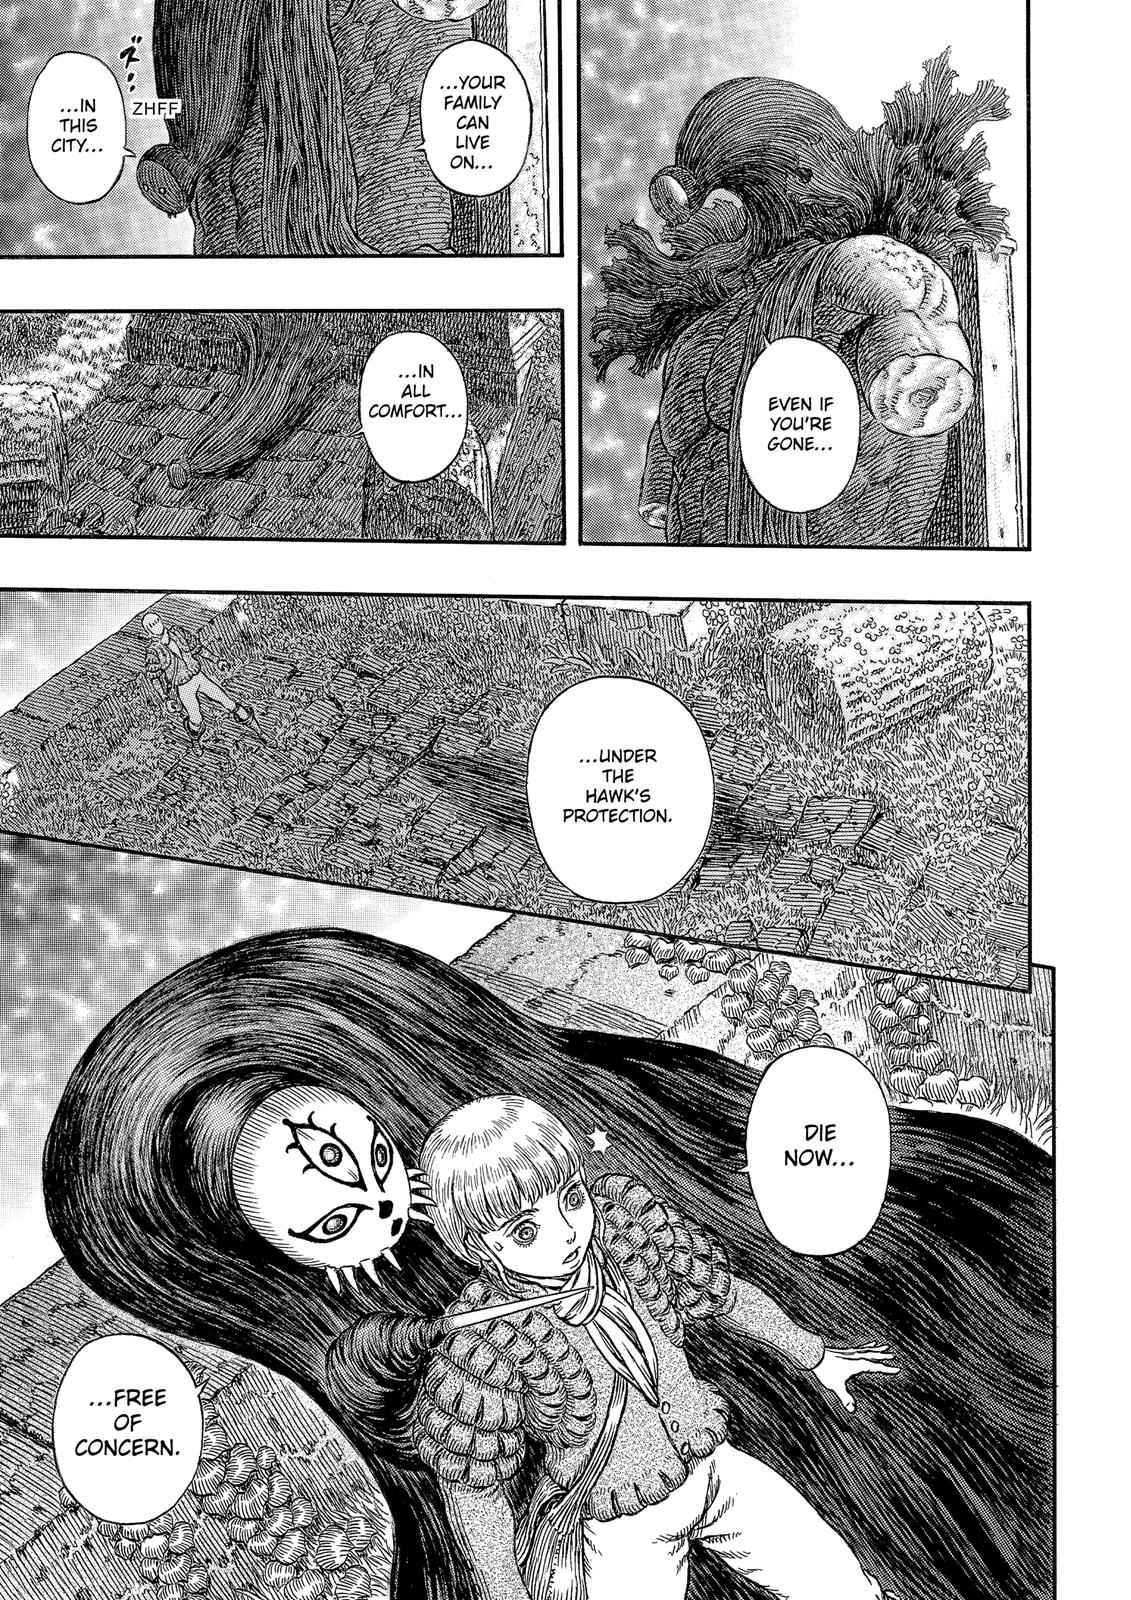 EVEN IF
YOU'RE
GONE...
...YOUR
FAMILY
CAN
LIVE
ON...
ズ・
ZHFF
...IN
THIS
CITY...
...IN
ALL
COMFORT...
...UNDER
THE
HAWK'S
PROTECTION.
DIE
NOW...
...FREE
OF
CONCERN.